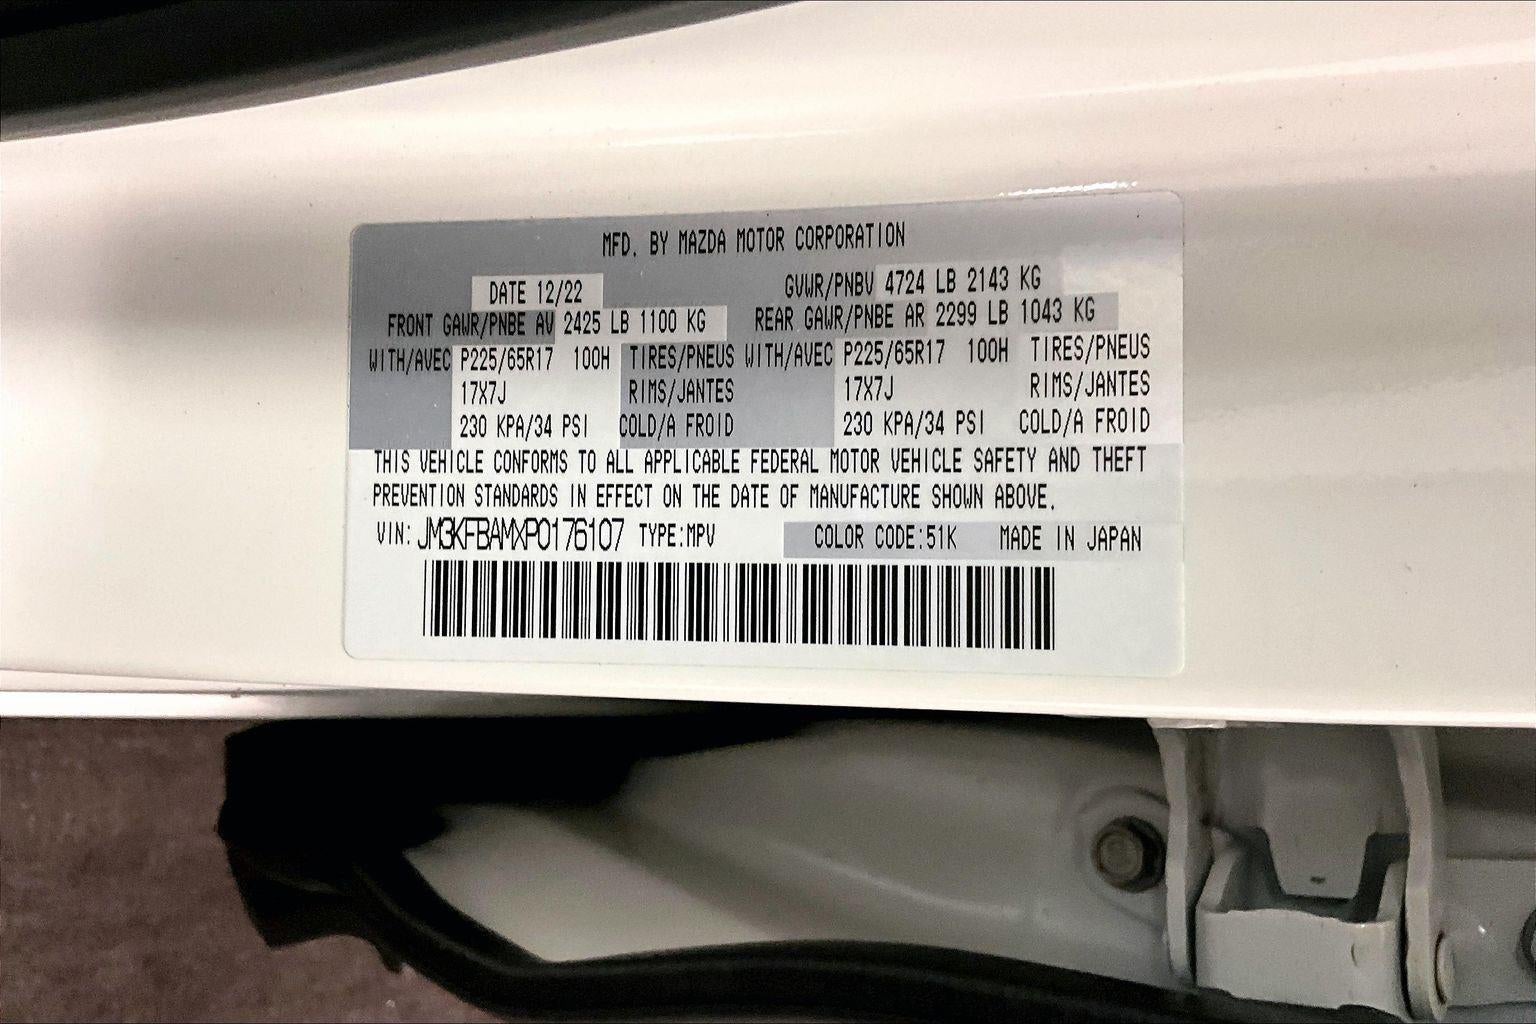 MFD. BY MAZDA MOTOR CORPORATION
DATE 12/22 GVWR/PNBV 4724 LB 2143 KG
FRONT GAWR/PNBE AV 2425 LB 1100 KG REAR GAWR/PNBE AR 2299 LB 1043 KG
WITH/AVEC P225/65R17 100H TIRES/PNEUS WITH/AVEC P225/65R17 100H TIRES/PNEUS
17X7J RIMS/JANTES 17X7J RIMS/JANTES
230 KPA/34 PSI COLD/A FROID 230 KPA/34 PSI COLD/A FROID
THIS VEHICLE CONFORMS TO ALL APPLICABLE FEDERAL MOTOR VEHICLE SAFETY AND THEFT
PREVENTION STANDARDS IN EFFECT ON THE DATE OF MANUFACTURE SHOWN ABOVE.
VIN: JM3KFBAMXP0176107 TYPE:MPV COLOR CODE:51K MADE IN JAPAN